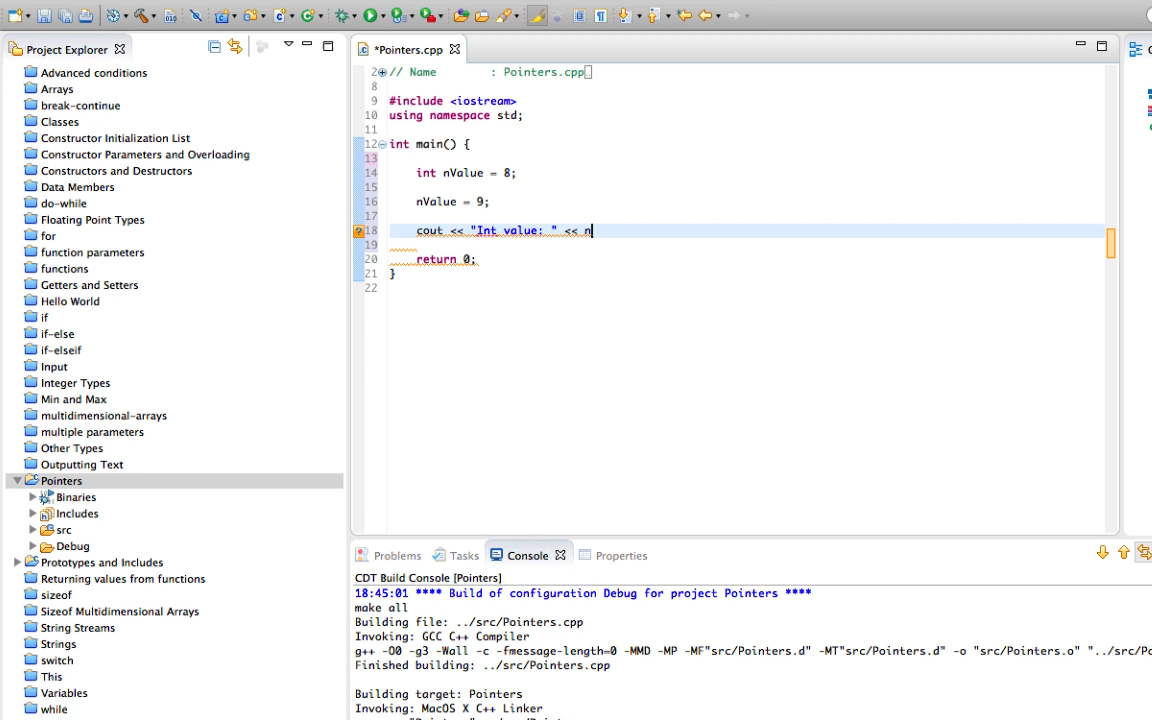 Project Explorer
Advanced conditions
Arrays
break-continue
Classes
Constructor Initialization List
Constructor Parameters and Overloading
Constructors and Destructors
Data Members
do-while
Floating Point Types
for
function parameters
functions
Getters and Setters
Hello World
if
if-else
if-elseif
Input
Integer Types
Min and Max
multidimensional-arrays
multiple parameters
Other Types
Outputting Text
Pointers
Binaries
Includes
src
Debug
Prototypes and Includes
Returning values from functions
sizeof
Sizeof Multidimensional Arrays
String Streams
Strings
switch
This
Variables
while
*Pointers.cpp
2 // Name : Pointers.cpp
8
9 #include <iostream>
10 using namespace std;
11
12 int main() {
13
14 int nValue = 8;
15
16 nValue = 9;
17
18 cout << "Int value: " << n
19
20 return 0;
21 }
22
Problems Tasks Console Properties
CDT Build Console [Pointers]
18:45:01 **** Build of configuration Debug for project Pointers ****
make all
Building file: ../src/Pointers.cpp
Invoking: GCC C++ Compiler
g++ -O0 -g3 -Wall -c -fmessage-length=0 -MMD -MP -MF"src/Pointers.d" -MT"src/Pointers.d" -o "src/Pointers.o" "../src/Po
Finished building: ../src/Pointers.cpp
Building target: Pointers
Invoking: MacOS X C++ Linker